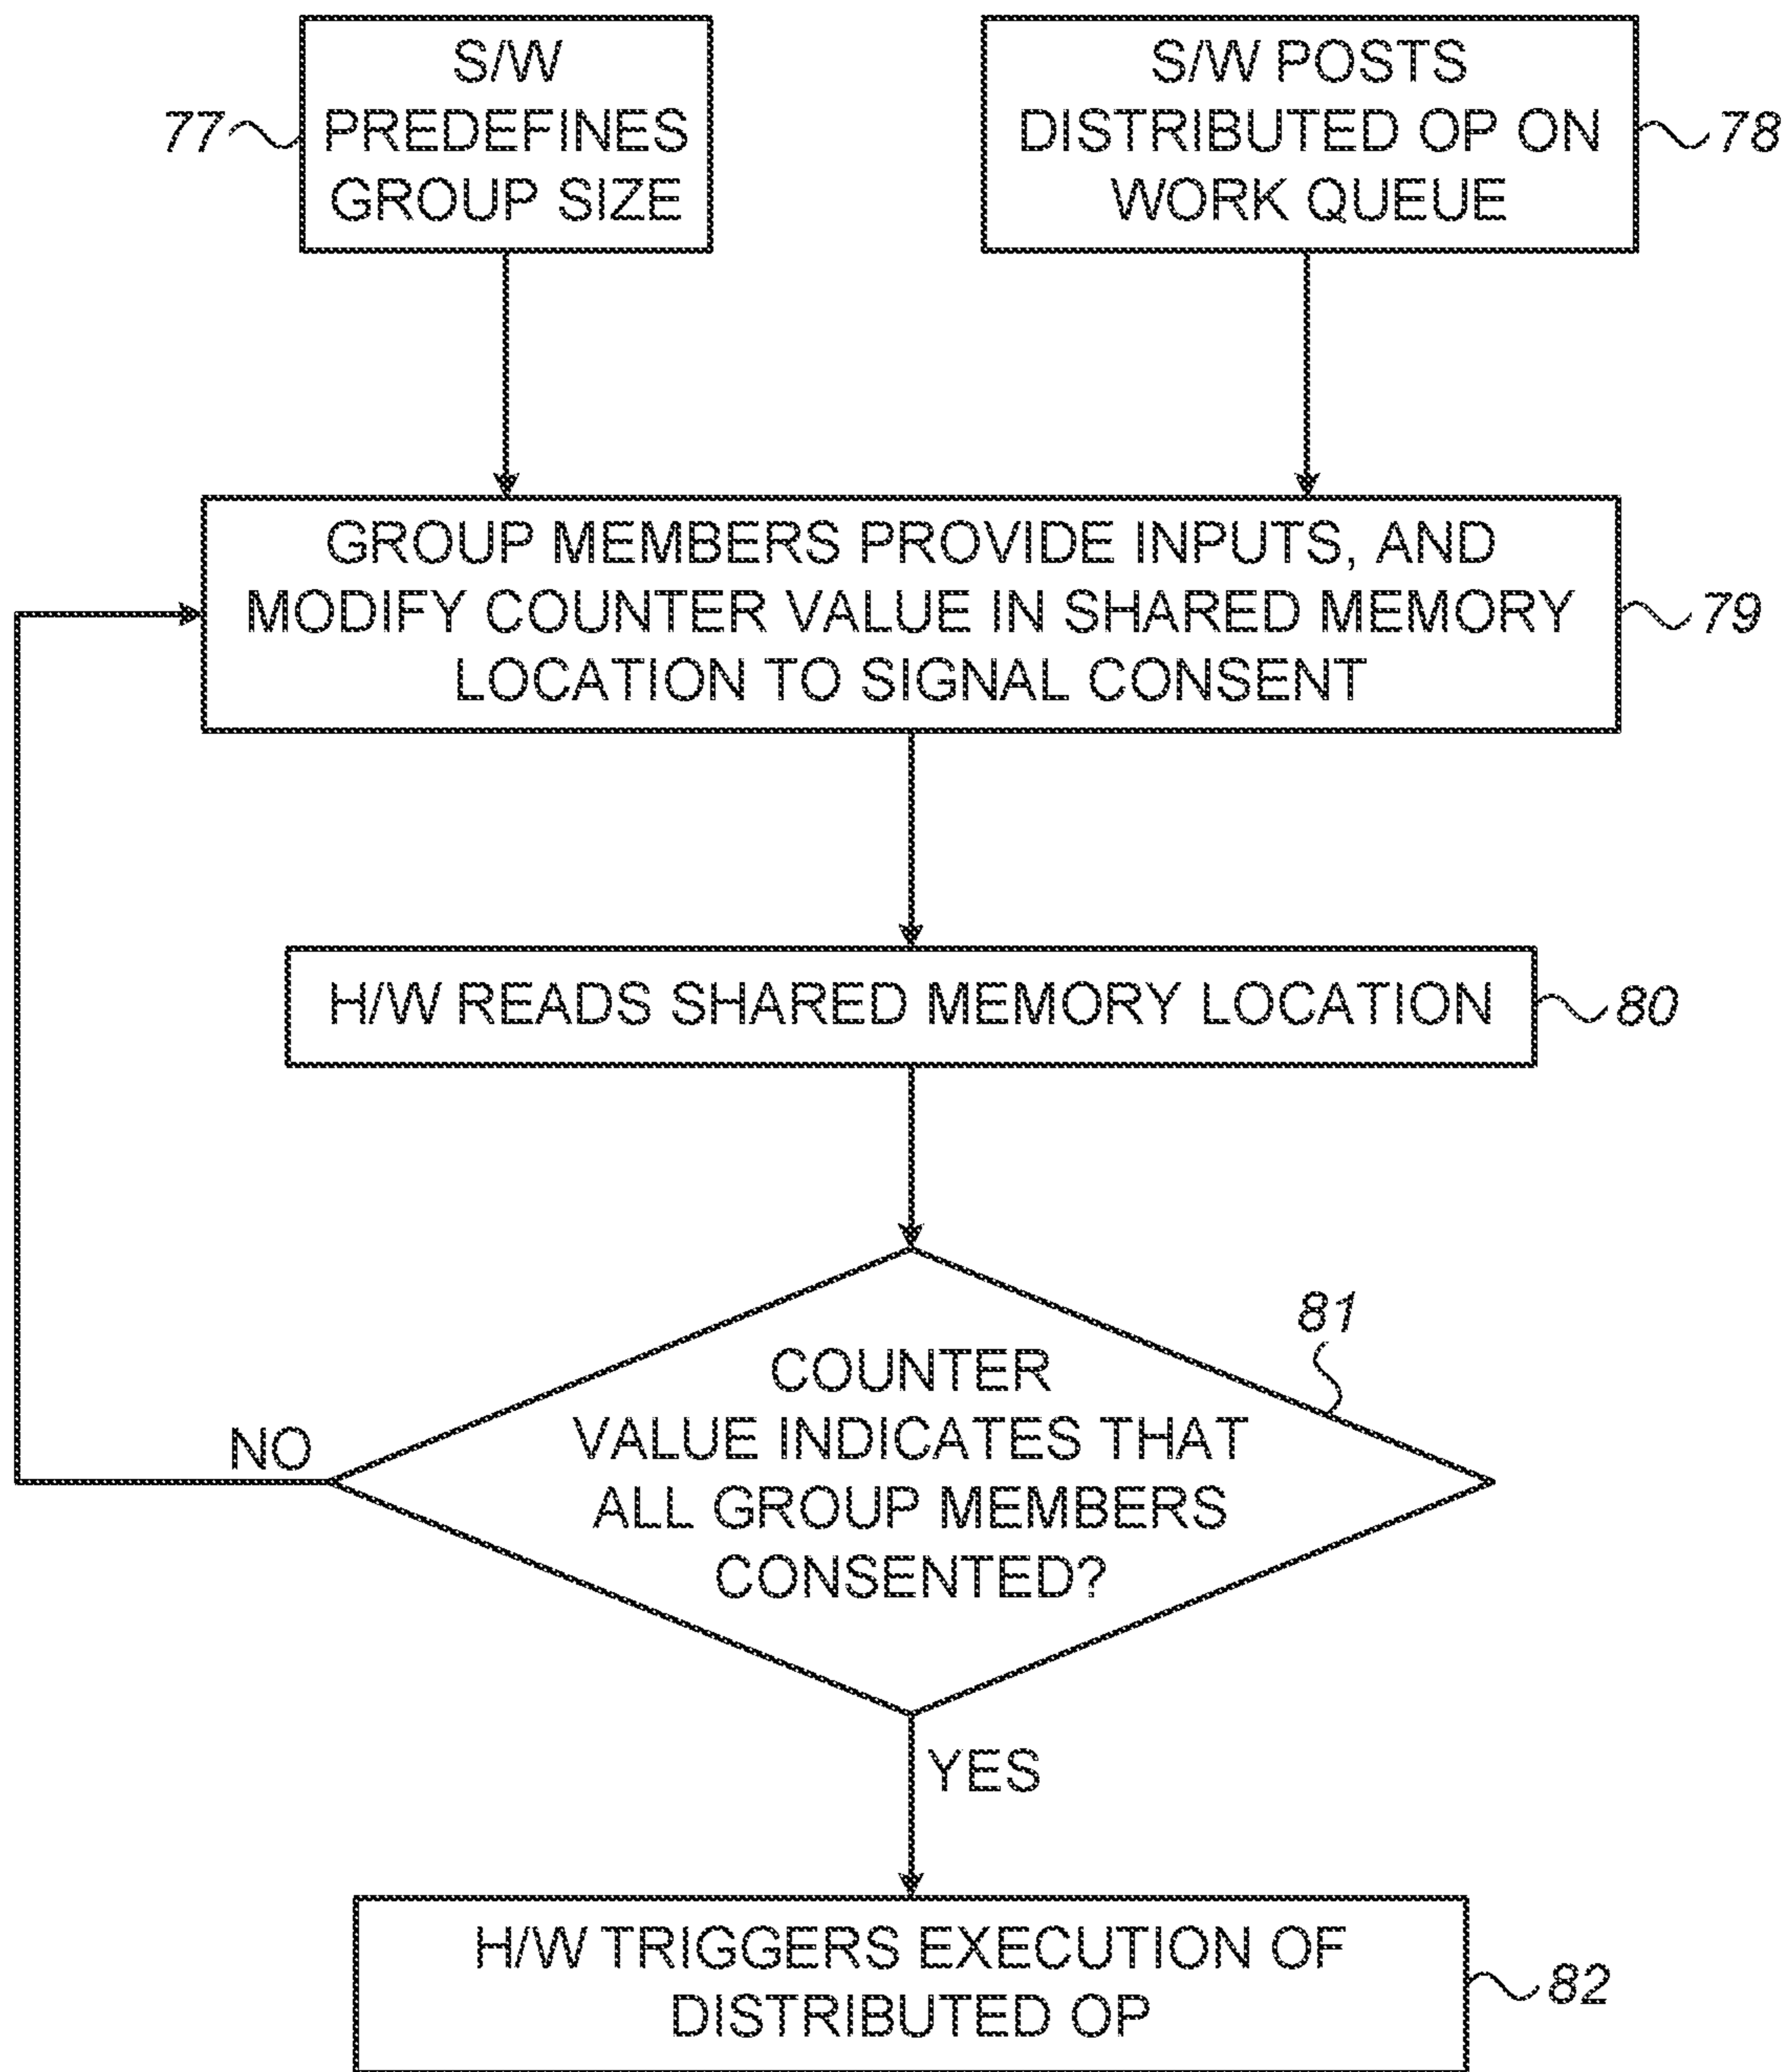 S/W
PREDEFINES
GROUP SIZE
77
S/W POSTS
DISTRIBUTED OP ON
WORK QUEUE
78
GROUP MEMBERS PROVIDE INPUTS, AND
MODIFY COUNTER VALUE IN SHARED MEMORY
LOCATION TO SIGNAL CONSENT
79
H/W READS SHARED MEMORY LOCATION
80
81
COUNTER
VALUE INDICATES THAT
ALL GROUP MEMBERS
CONSENTED?
NO
YES
H/W TRIGGERS EXECUTION OF
DISTRIBUTED OP
82